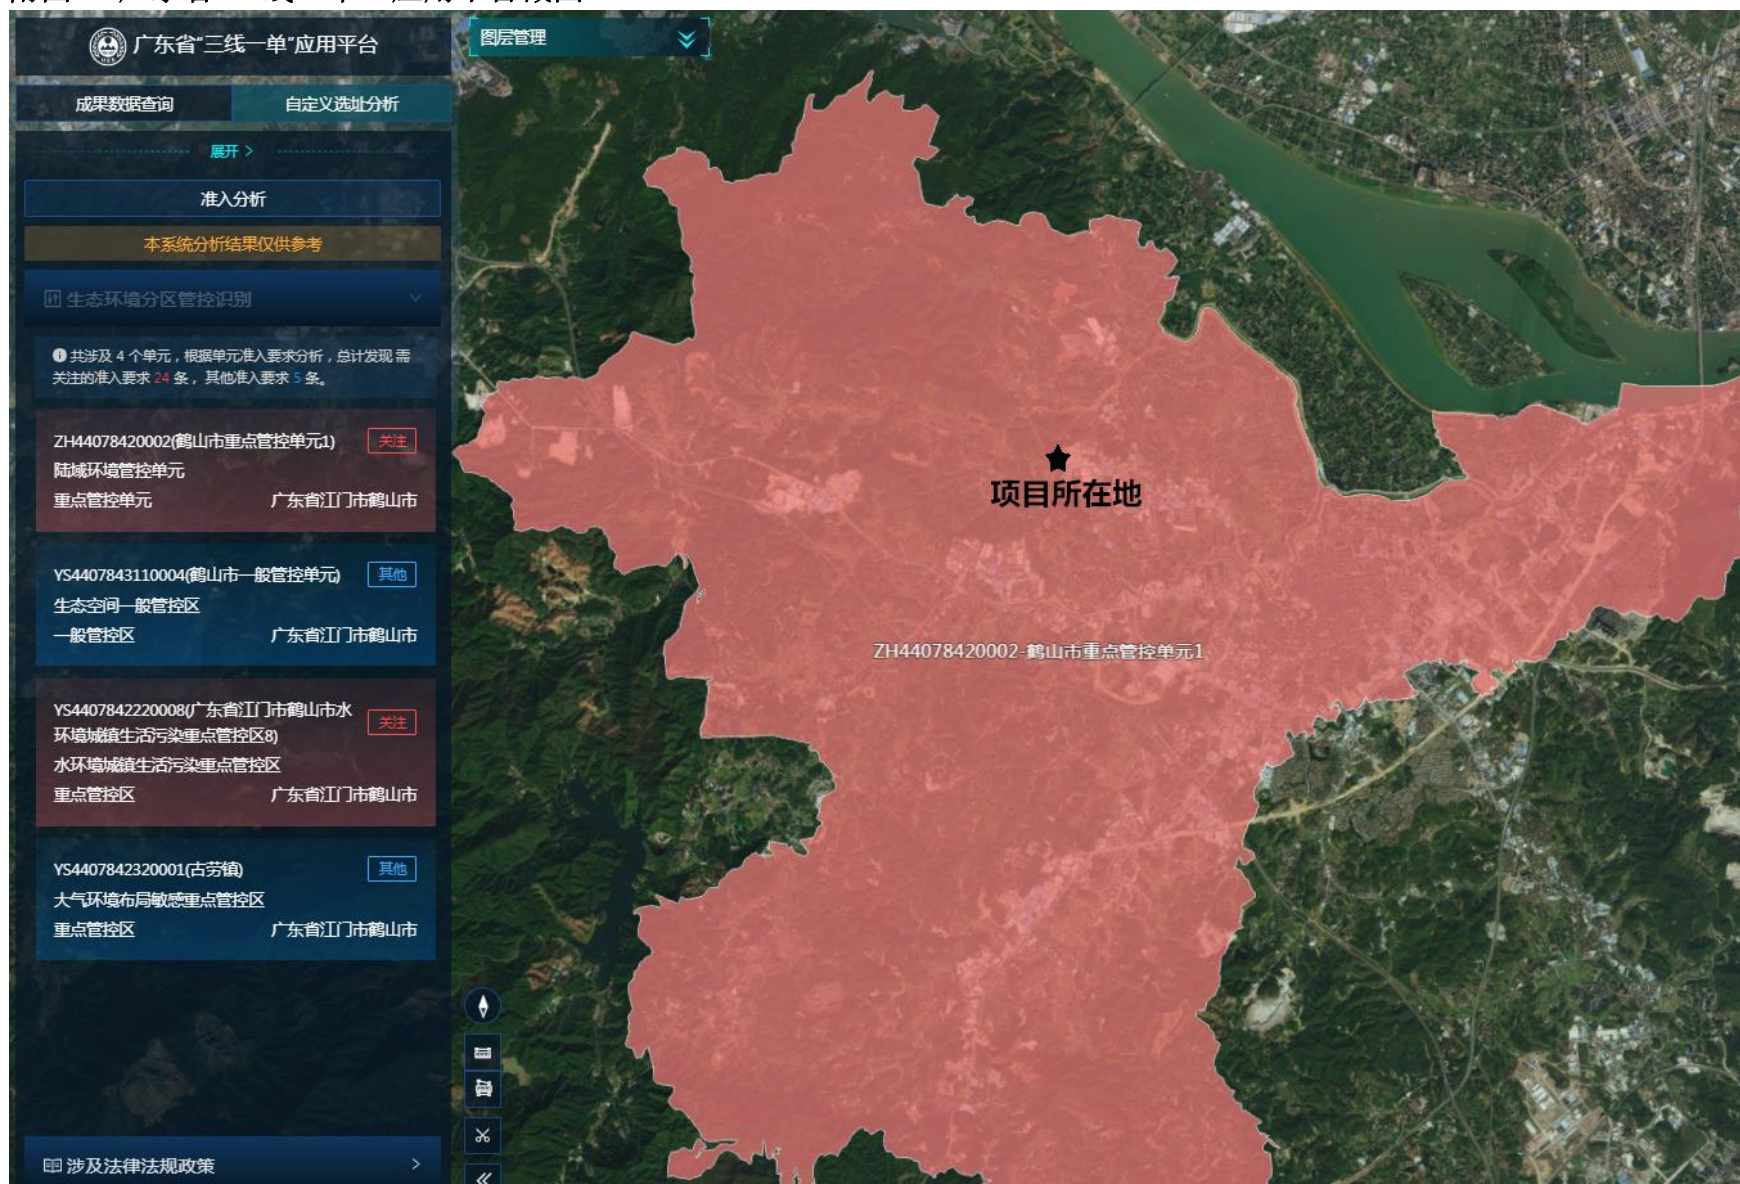 广东省“三线一单”应用平台
图层管理
成果数据查询
自定义选址分析
展开 >
准入分析
本系统分析结果仅供参考
生态环境分区管控识别
共涉及 4 个单元，根据单元准入要求分析，总计发现 需
关注的准入要求 24 条，其他准入要求 5 条。
ZH44078420002(鹤山市重点管控单元1)
关注
陆域环境管控单元
重点管控单元
广东省江门市鹤山市
YS4407843110004(鹤山市一般管控单元)
其他
生态空间一般管控区
一般管控区
广东省江门市鹤山市
YS4407842220008(广东省江门市鹤山市水
环境城镇生活污染重点管控区8)
关注
水环境城镇生活污染重点管控区
重点管控区
广东省江门市鹤山市
YS4407842320001(古劳镇)
其他
大气环境布局敏感重点管控区
重点管控区
广东省江门市鹤山市
涉及法律法规政策
项目所在地
ZH44078420002-鹤山市重点管控单元1